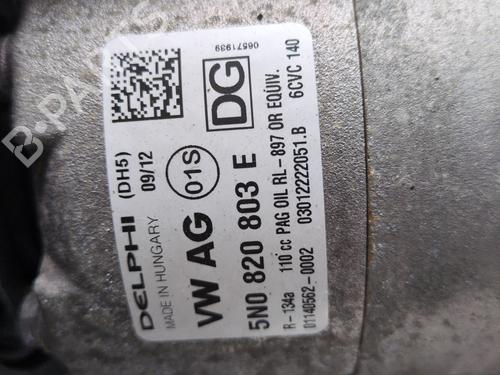 06571939
DG
DELPHI (DH5)
MADE IN HUNGARY 09/12
01S
VW AG
5N0 820 803 E
R-134a 110 cc PAG OIL RL-897 OR EQUIV.
01140562-0002 03012222051.B 6CVC 140
B-PARTS